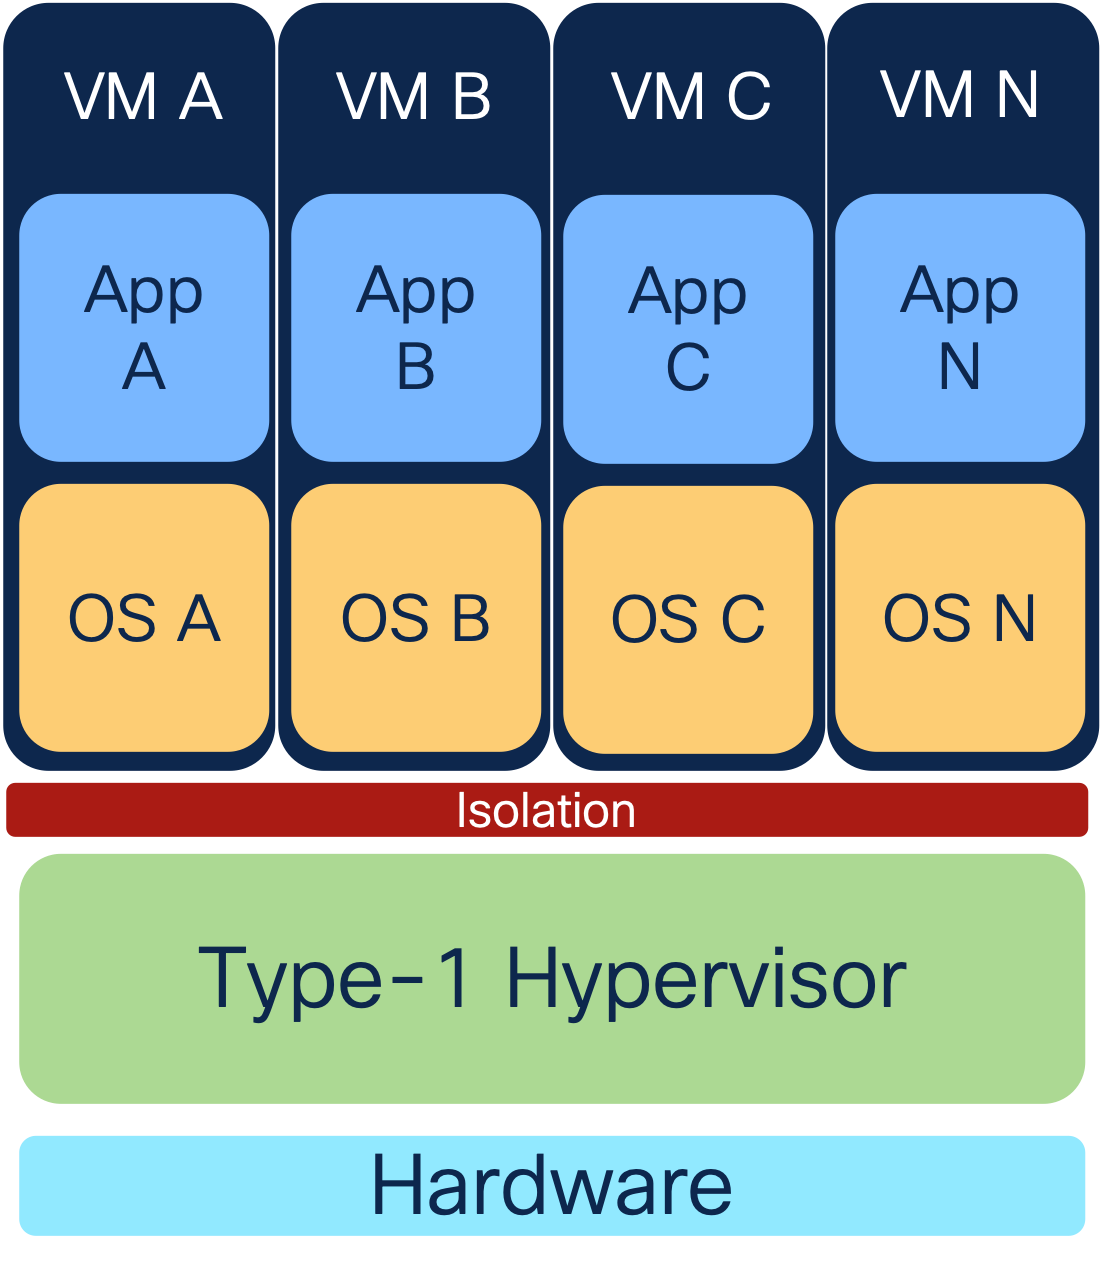 VM A
VM B
VM C
VM N
App
A
App
B
App
C
App
N
OS A
OS B
OS C
OS N
Isolation
Type-1 Hypervisor
Hardware